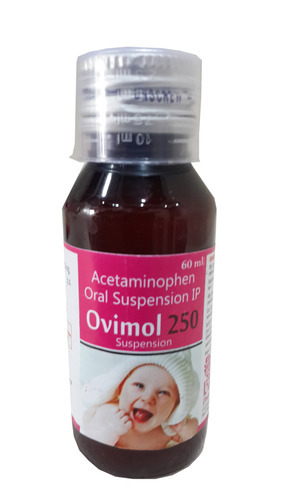 10 ml
60 ml
Acetaminophen
Oral Suspension IP
Ovimol 250
Suspension